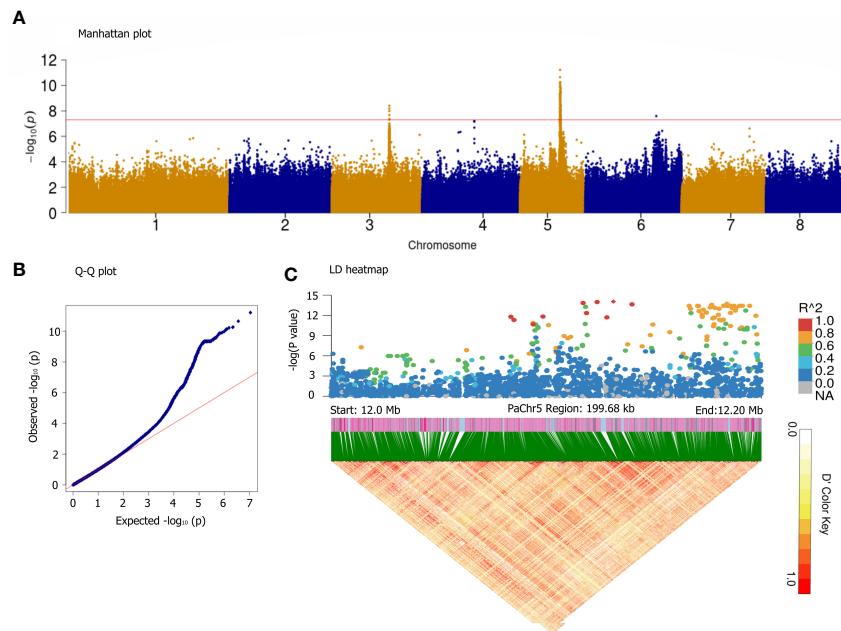 A
Manhattan plot
12
10
8
6
4
2
0
−log₁₀(p)
1 2 3 4 5 6 7 8
Chromosome
B
Q-Q plot
10
8
6
4
2
0
Observed -log₁₀ (p)
0 1 2 3 4 5 6 7
Expected -log₁₀ (p)
C
LD heatmap
15
12
9
6
3
0
-log(P value)
R^2
1.0
0.8
0.6
0.4
0.2
0.0
NA
Start: 12.0 Mb PaChr5 Region: 199.68 kb End:12.20 Mb
0.0
D' Color Key
1.0